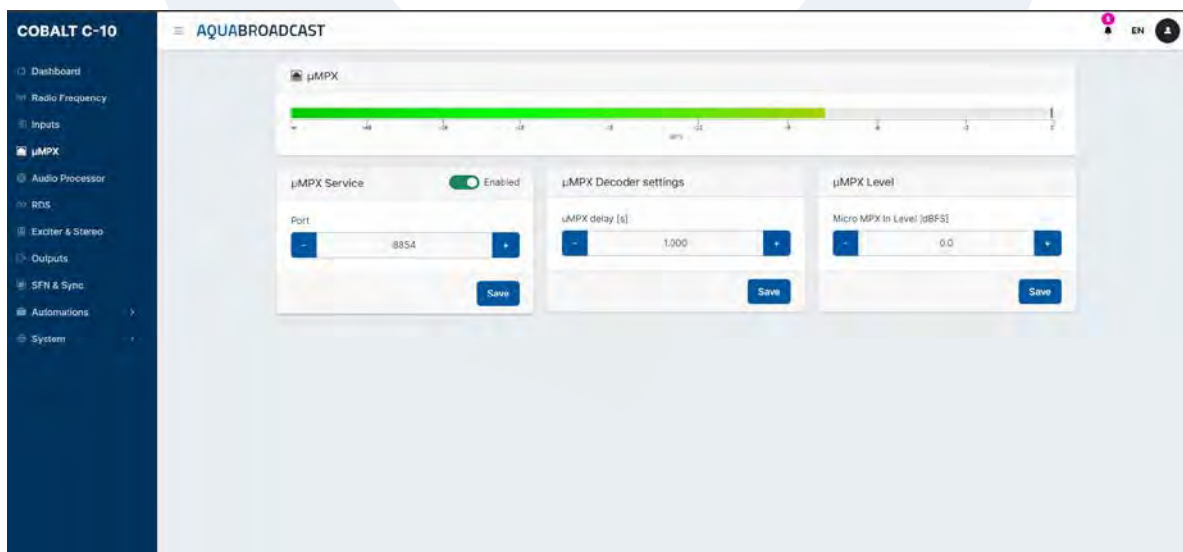 COBALT C-10
AQUABROADCAST
EN
Dashboard
Radio Frequency
Inputs
µMPX
Audio Processor
RDS
Exciter & Stereo
Outputs
SFN & Sync
Automations
System
µMPX
µMPX Service
Enabled
Port
- 8854 +
Save
µMPX Decoder settings
uMPX delay [s]
- 1.000 +
Save
µMPX Level
Micro MPX In Level [dBFS]
- 0.0 +
Save